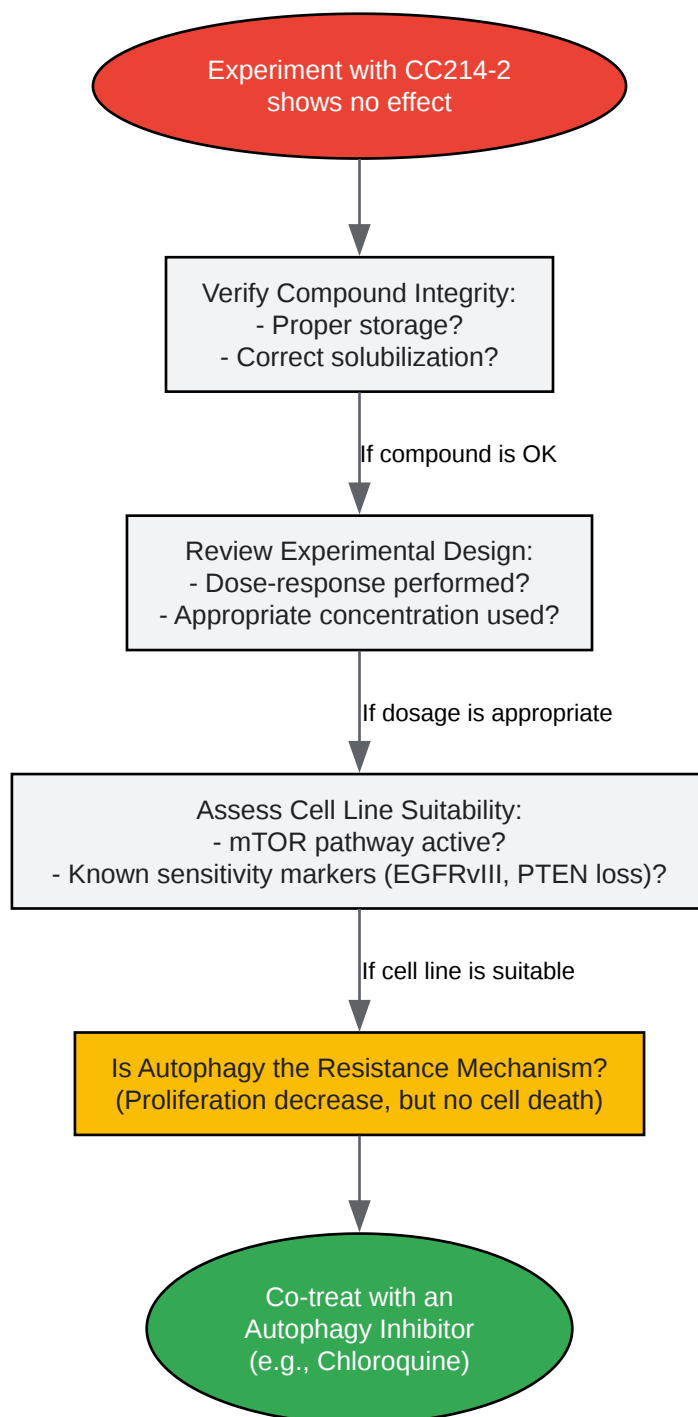 Experiment with CC214-2
shows no effect
Verify Compound Integrity:
- Proper storage?
- Correct solubilization?
If compound is OK
Review Experimental Design:
- Dose-response performed?
- Appropriate concentration used?
If dosage is appropriate
Assess Cell Line Suitability:
- mTOR pathway active?
- Known sensitivity markers (EGFRvIII, PTEN loss)?
If cell line is suitable
Is Autophagy the Resistance Mechanism?
(Proliferation decrease, but no cell death)
Co-treat with an
Autophagy Inhibitor
(e.g., Chloroquine)